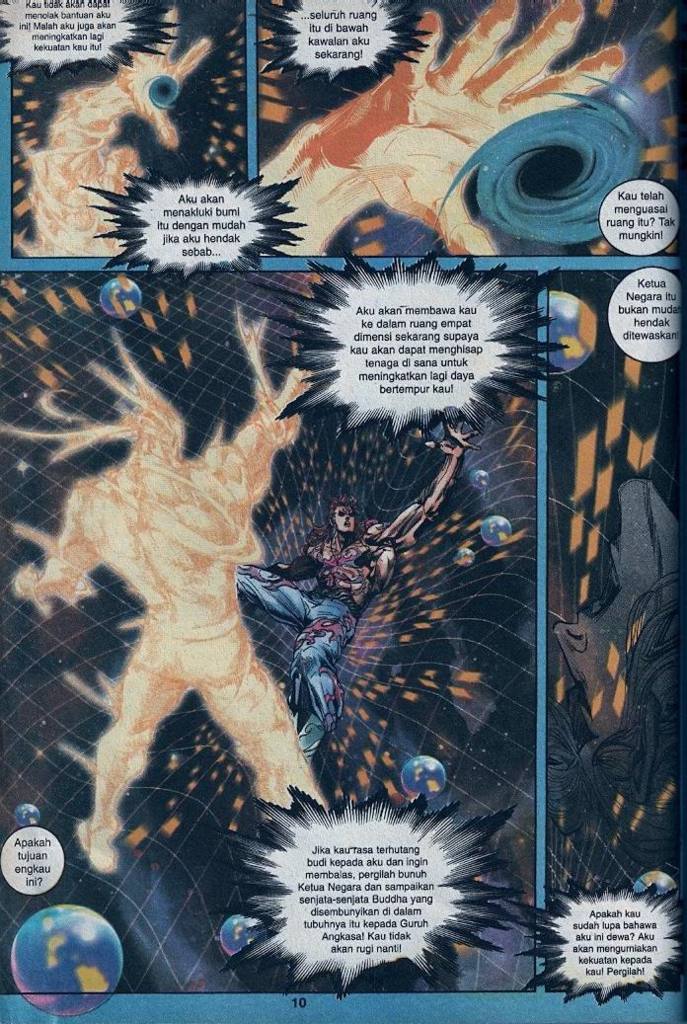 Kau tidak akan dapat
menolak bantuan aku
ini! Malah aku juga akan
meningkatkan lagi
kekuatan kau itu!
...seluruh ruang
itu di bawah
kawalan aku
sekarang!
Aku akan
menakluki bumi
itu dengan mudah
jika aku hendak
sebab...
Kau telah
menguasai
ruang itu? Tak
mungkin!
Aku akan membawa kau
ke dalam ruang empat
dimensi sekarang supaya
kau akan dapat menghisap
tenaga di sana untuk
meningkatkan lagi daya
bertempur kau!
Ketua
Negara itu
bukan mudah
hendak
ditewaskan!
Apakah
tujuan
engkau
ini?
Jika kau rasa terhutang
budi kepada aku dan ingin
membalas, pergilah bunuh
Ketua Negara dan sampaikan
senjata-senjata Buddha yang
disembunyikan di dalam
tubuhnya itu kepada Guruh
Angkasa! Kau tidak
akan rugi nanti!
Apakah kau
sudah lupa bahawa
aku ini dewa? Aku
akan mengurniakan
kekuatan kepada
kau! Pergilah!
10